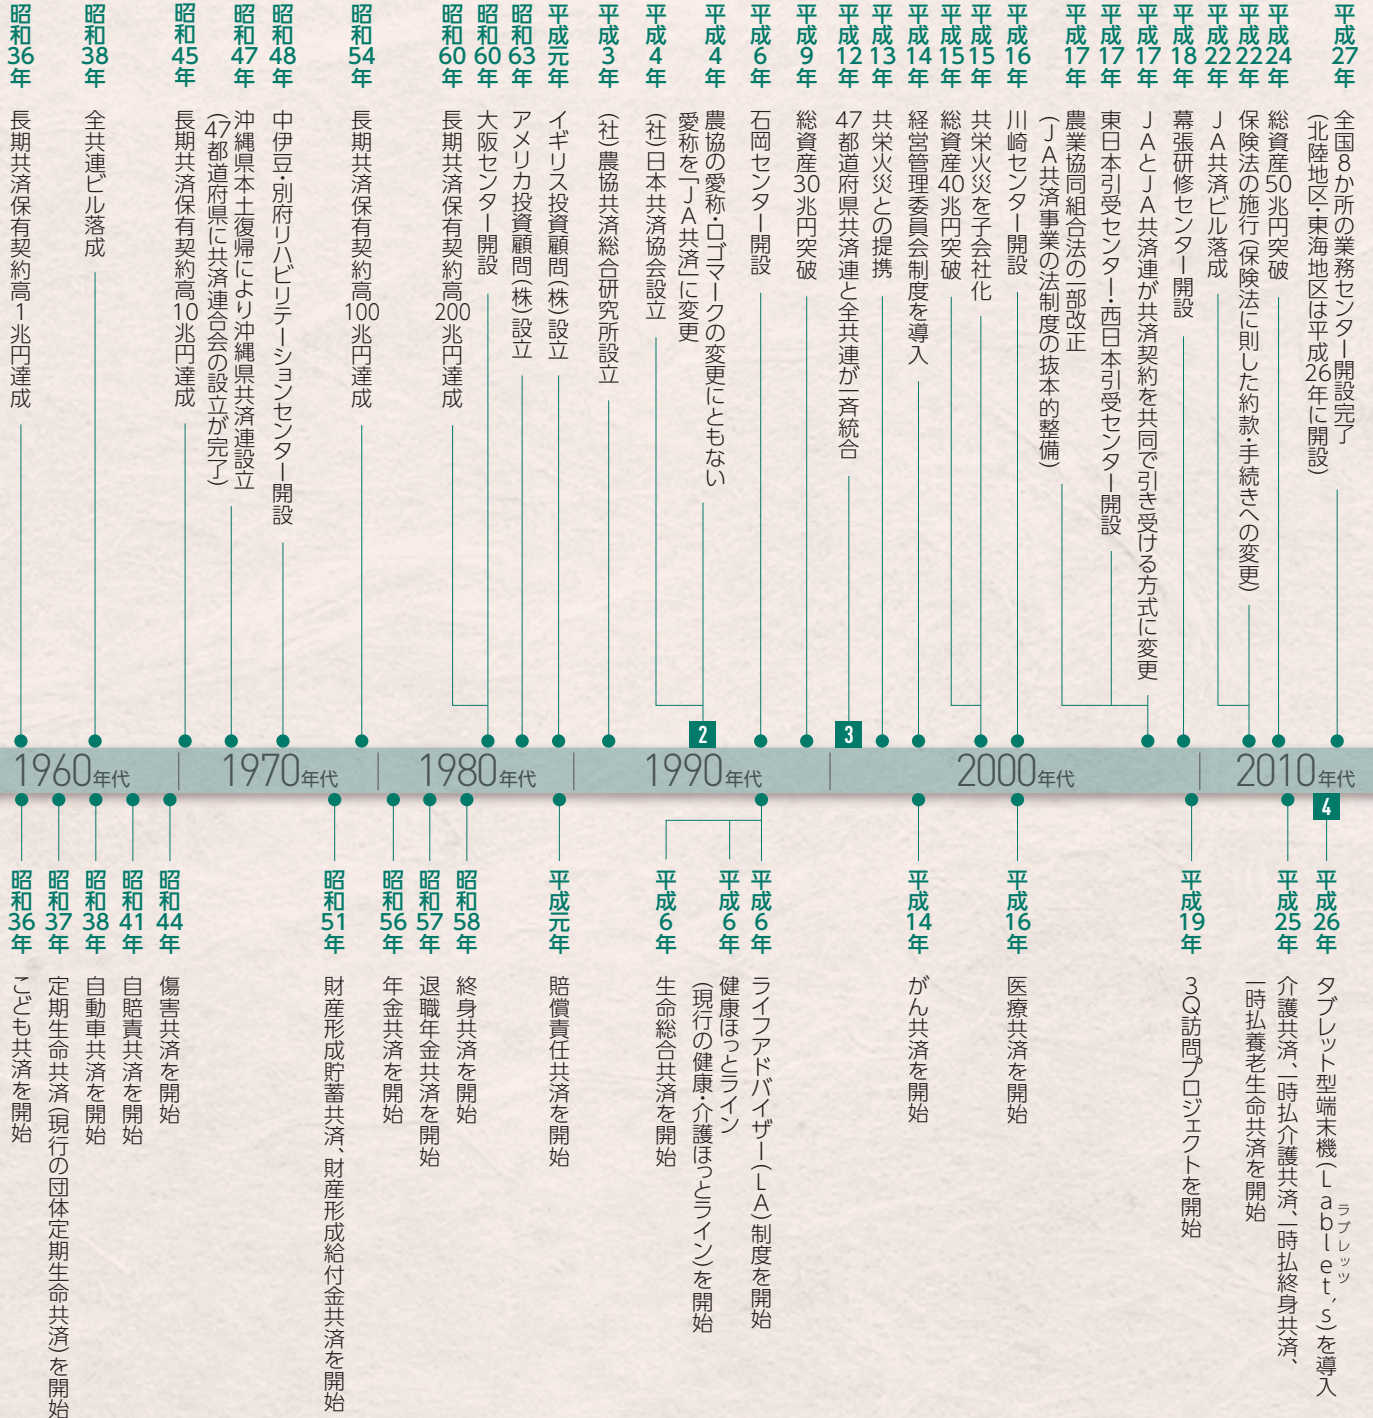 昭和36年
長期共済保有契約高1兆円達成
昭和38年
全共連ビル落成
昭和45年
長期共済保有契約高10兆円達成
昭和47年
沖縄県本土復帰により沖縄県共済連設立
(47都道府県に共済連合会の設立が完了)
昭和48年
中伊豆・別府リハビリテーションセンター開設
昭和54年
長期共済保有契約高100兆円達成
昭和60年
長期共済保有契約高200兆円達成
昭和60年
大阪センター開設
昭和63年
アメリカ投資顧問(株)設立
平成元年
イギリス投資顧問(株)設立
平成3年
(社)農協共済総合研究所設立
平成4年
(社)日本共済協会設立
平成4年
農協の愛称・ロゴマークの変更にともない
愛称を「JA共済」に変更
平成6年
石岡センター開設
平成9年
総資産30兆円突破
平成12年
47都道府県共済連と全共連が一斉統合
平成13年
共栄火災との提携
平成14年
経営管理委員会制度を導入
平成15年
総資産40兆円突破
平成15年
共栄火災を子会社化
平成16年
川崎センター開設
平成17年
農業協同組合法の一部改正
(JA共済事業の法制度の抜本的整備)
平成17年
東日本引受センター・西日本引受センター開設
平成17年
JAとJA共済連が共済契約を共同で引き受ける方式に変更
平成18年
幕張研修センター開設
平成22年
JA共済ビル落成
平成22年
保険法の施行(保険法に則した約款・手続きへの変更)
平成24年
総資産50兆円突破
平成27年
全国8か所の業務センター開設完了
(北陸地区・東海地区は平成26年に開設)
2
3
1960年代
1970年代
1980年代
1990年代
2000年代
2010年代
4
昭和36年
こども共済を開始
昭和37年
定期生命共済(現行の団体定期生命共済)を開始
昭和38年
自動車共済を開始
昭和41年
自賠責共済を開始
昭和44年
傷害共済を開始
昭和51年
財産形成貯蓄共済、財産形成給付金共済を開始
昭和56年
年金共済を開始
昭和57年
退職年金共済を開始
昭和58年
終身共済を開始
平成元年
賠償責任共済を開始
平成6年
生命総合共済を開始
平成6年
健康ほっとライン
(現行の健康・介護ほっとライン)を開始
平成6年
ライフアドバイザー(LA)制度を開始
平成14年
がん共済を開始
平成16年
医療共済を開始
平成19年
3Q訪問プロジェクトを開始
平成25年
介護共済、一時払介護共済、一時払終身共済、
一時払養老生命共済を開始
平成26年
タブレット型端末機(Lablet's)を導入
ラブレッツ